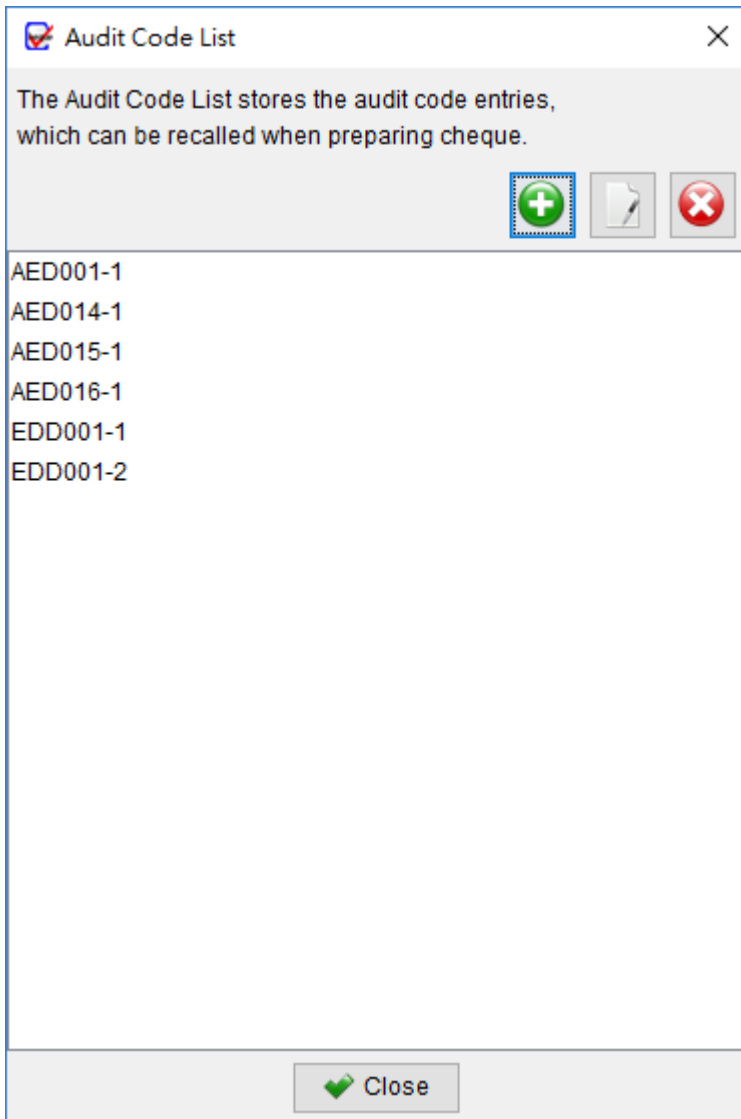 Audit Code List
The Audit Code List stores the audit code entries,
which can be recalled when preparing cheque.
AED001-1
AED014-1
AED015-1
AED016-1
EDD001-1
EDD001-2
Close